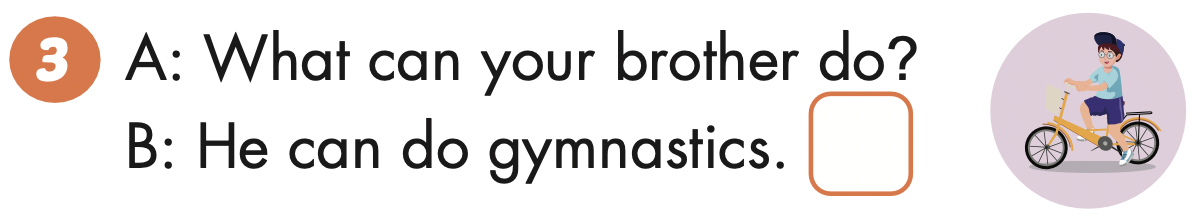 3 A: What can your brother do?
B: He can do gymnastics.